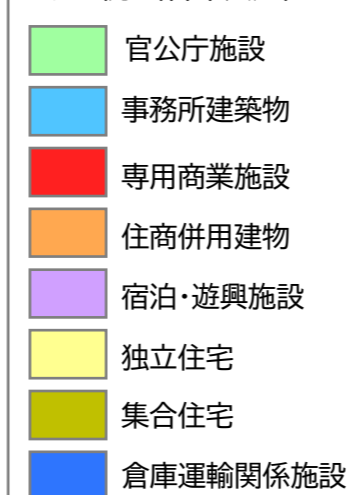 官公庁施設
事務所建築物
専用商業施設
住商併用建物
宿泊・遊興施設
独立住宅
集合住宅
倉庫運輸関係施設